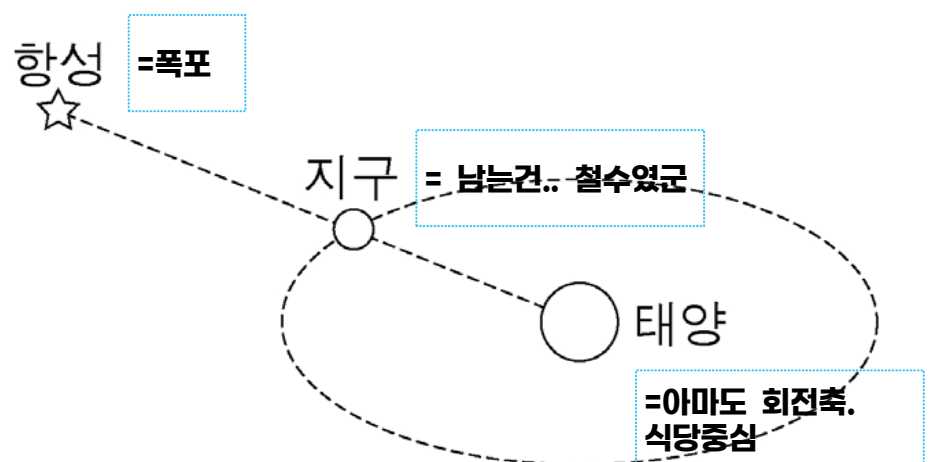 항성 =폭포
지구 = 남는건.. 철수였군
태양
=아마도 회전축.
식당중심